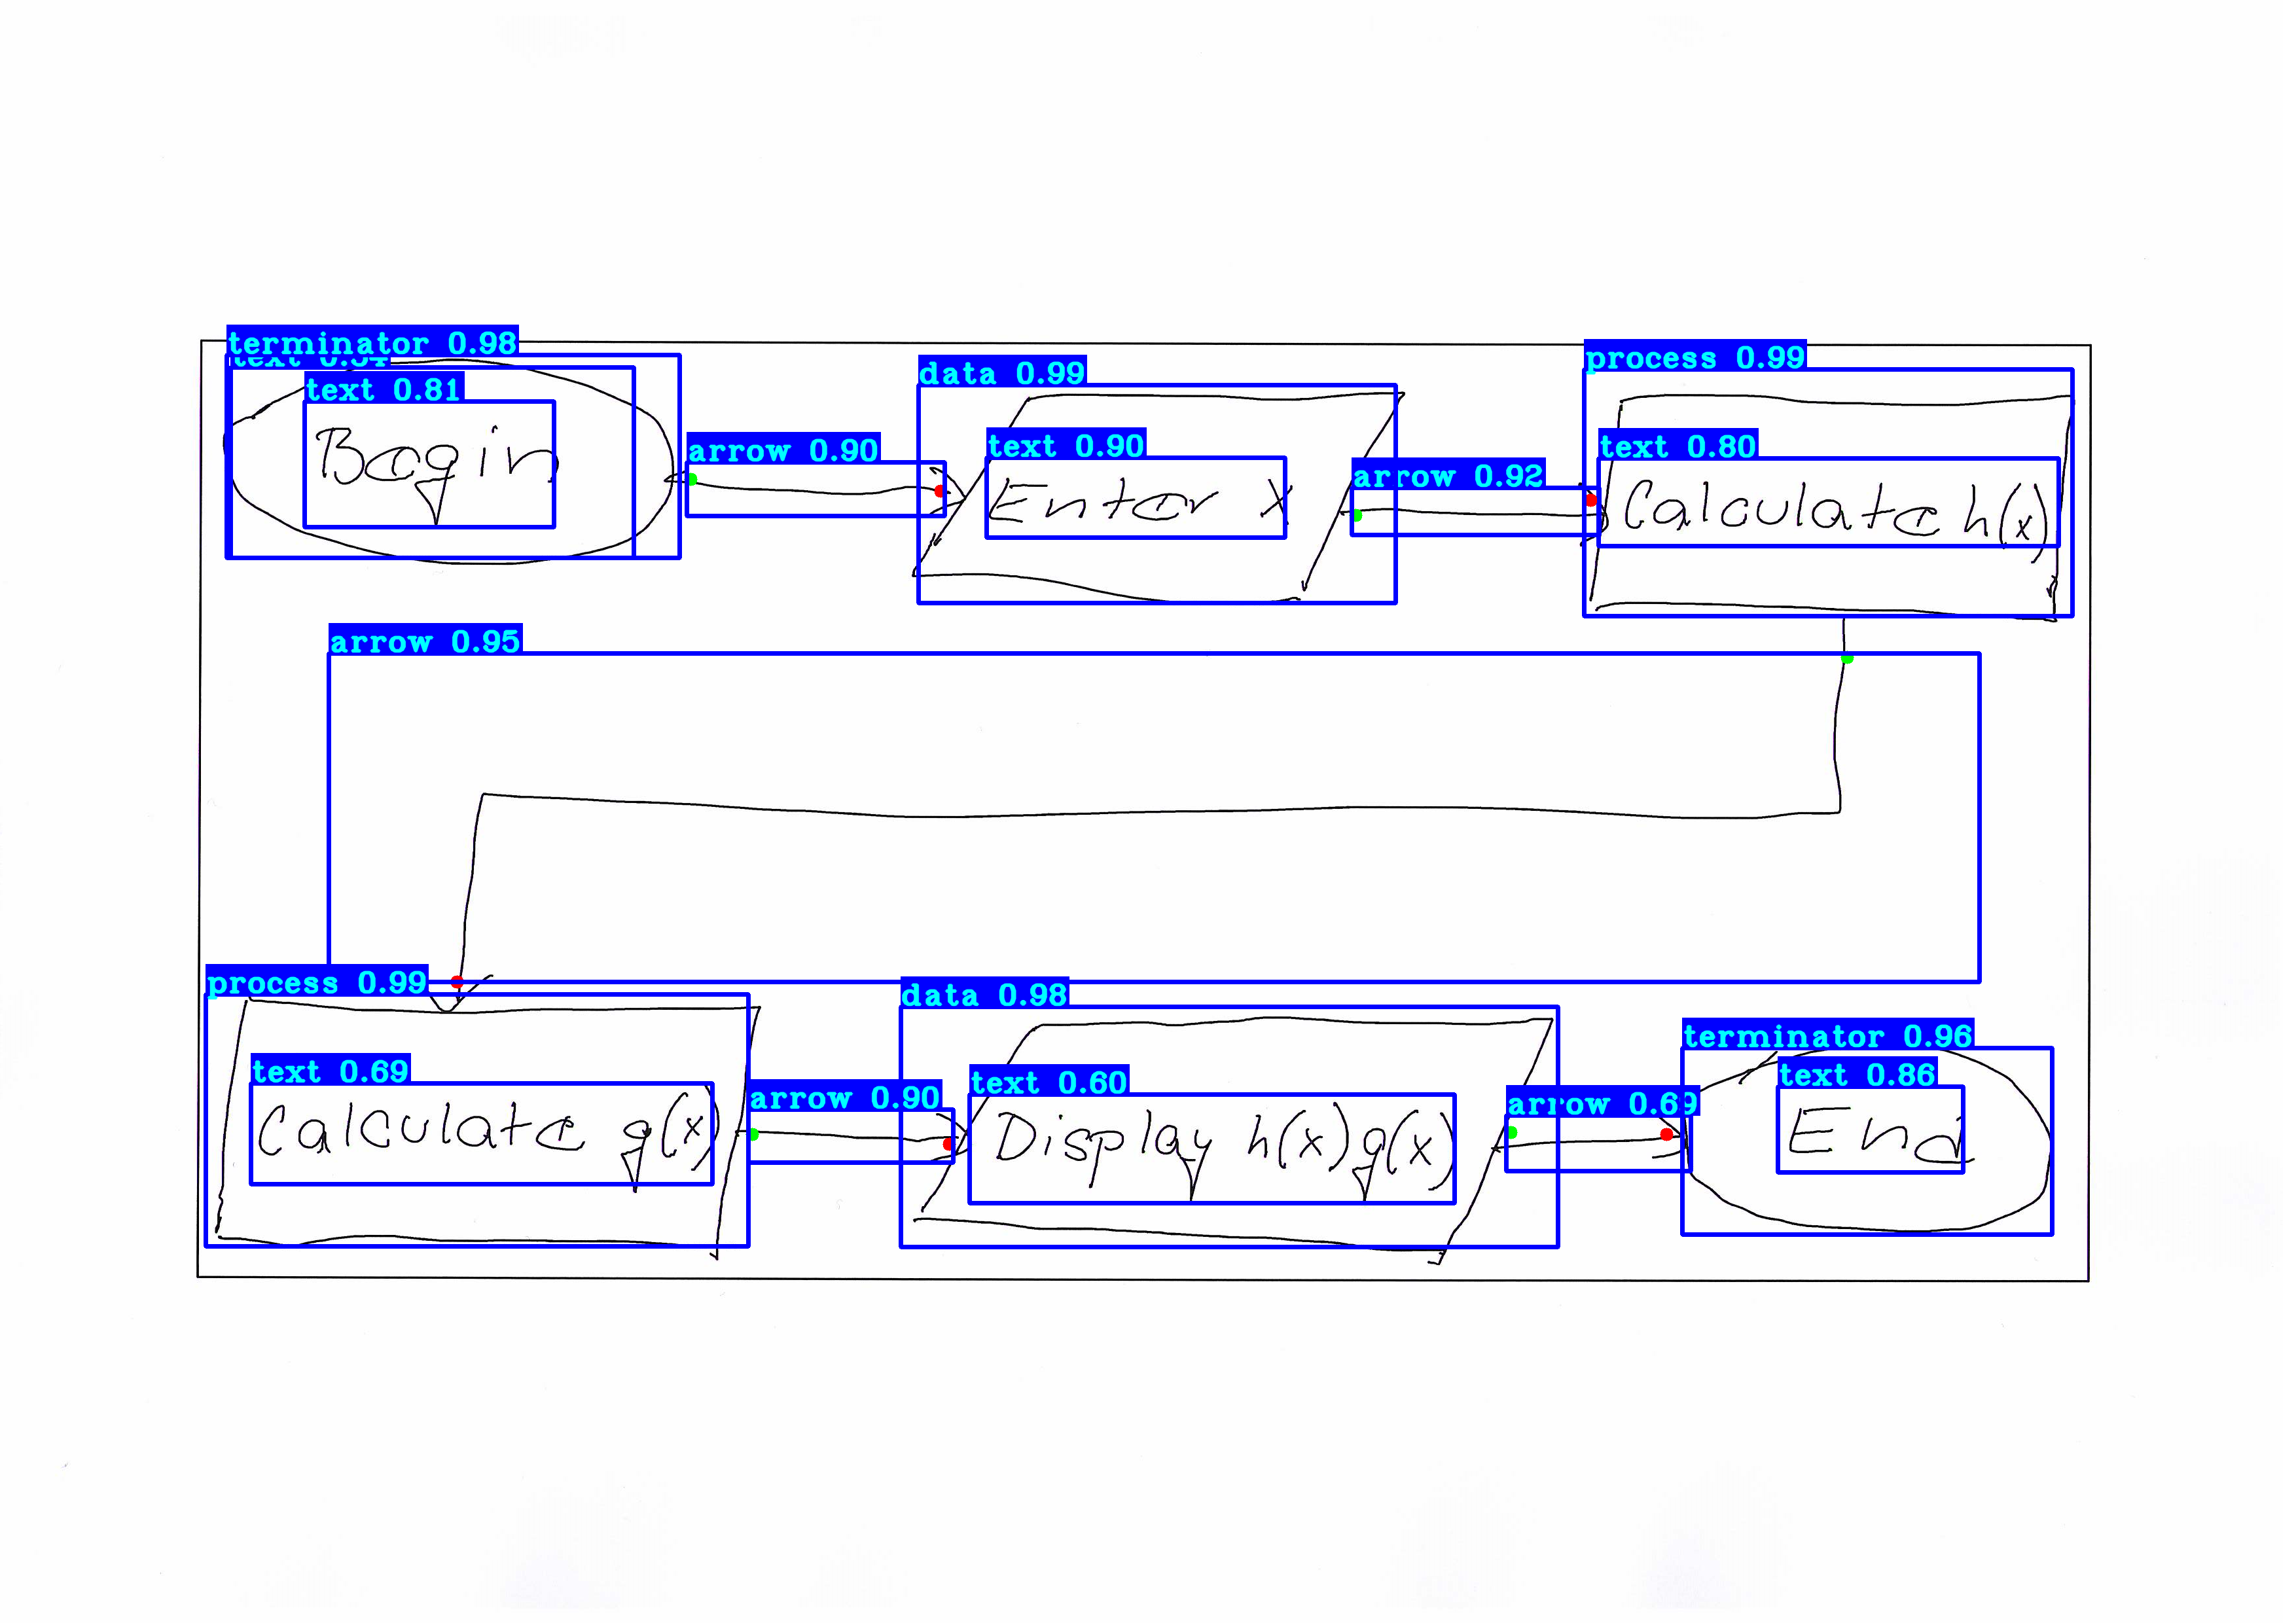 terminator 0.98
text 0.54
text 0.81
Begin
arrow 0.90
data 0.99
text 0.90
Enter x
arrow 0.92
process 0.99
text 0.80
Calculate h(x)
arrow 0.95
process 0.99
text 0.69
Calculate g(x)
arrow 0.90
data 0.98
text 0.60
Display h(x) g(x)
arrow 0.69
terminator 0.96
text 0.86
End